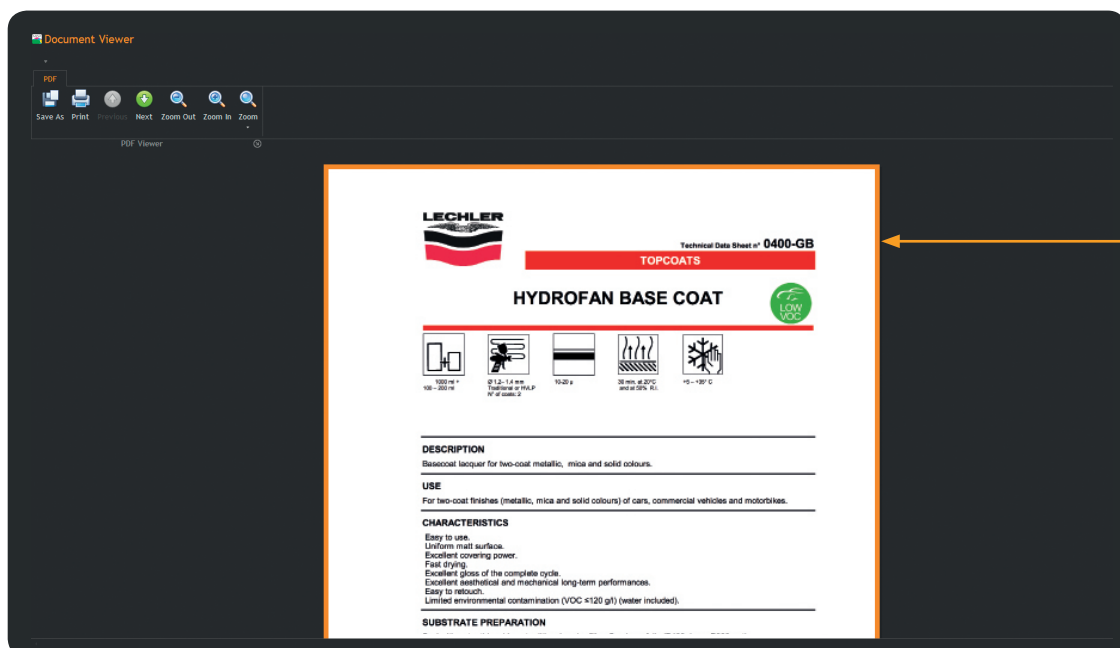 Document Viewer
PDF
Save As Print Previous Next Zoom Out Zoom In Zoom
PDF Viewer
LECHLER
Technical Data Sheet n° 0400-GB
TOPCOATS
HYDROFAN BASE COAT
LOW
VOC
1000 ml +
100 – 200 ml
Ø 1,2– 1,4 mm
Traditional or HVLP
N° of coats: 2
10-20 µ
30 min. at 20°C
and at 50% R.I.
+5 – +35° C
DESCRIPTION
Basecoat lacquer for two-coat metallic, mica and solid colours.
USE
For two-coat finishes (metallic, mica and solid colours) of cars, commercial vehicles and motorbikes.
CHARACTERISTICS
Easy to use.
Uniform matt surface.
Excellent covering power.
Fast drying.
Excellent gloss of the complete cycle.
Excellent aesthetical and mechanical long-term performances.
Easy to retouch.
Limited environmental contamination (VOC ≤120 g/l) (water included).
SUBSTRATE PREPARATION